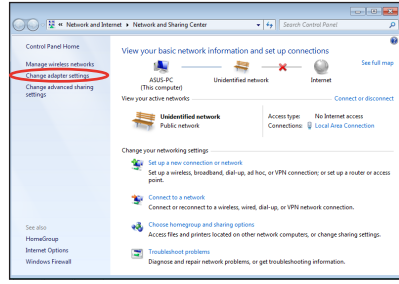 « Network and Internet ▸ Network and Sharing Center
Search Control Panel
Control Panel Home
Manage wireless networks
Change adapter settings
Change advanced sharing
settings
See also
HomeGroup
Internet Options
Windows Firewall
View your basic network information and set up connections
See full map
ASUS-PC
(This computer)
Unidentified network
Internet
View your active networks
Connect or disconnect
Unidentified network
Public network
Access type: No Internet access
Connections: Local Area Connection
Change your networking settings
Set up a new connection or network
Set up a wireless, broadband, dial-up, ad hoc, or VPN connection; or set up a router or access
point.
Connect to a network
Connect or reconnect to a wireless, wired, dial-up, or VPN network connection.
Choose homegroup and sharing options
Access files and printers located on other network computers, or change sharing settings.
Troubleshoot problems
Diagnose and repair network problems, or get troubleshooting information.